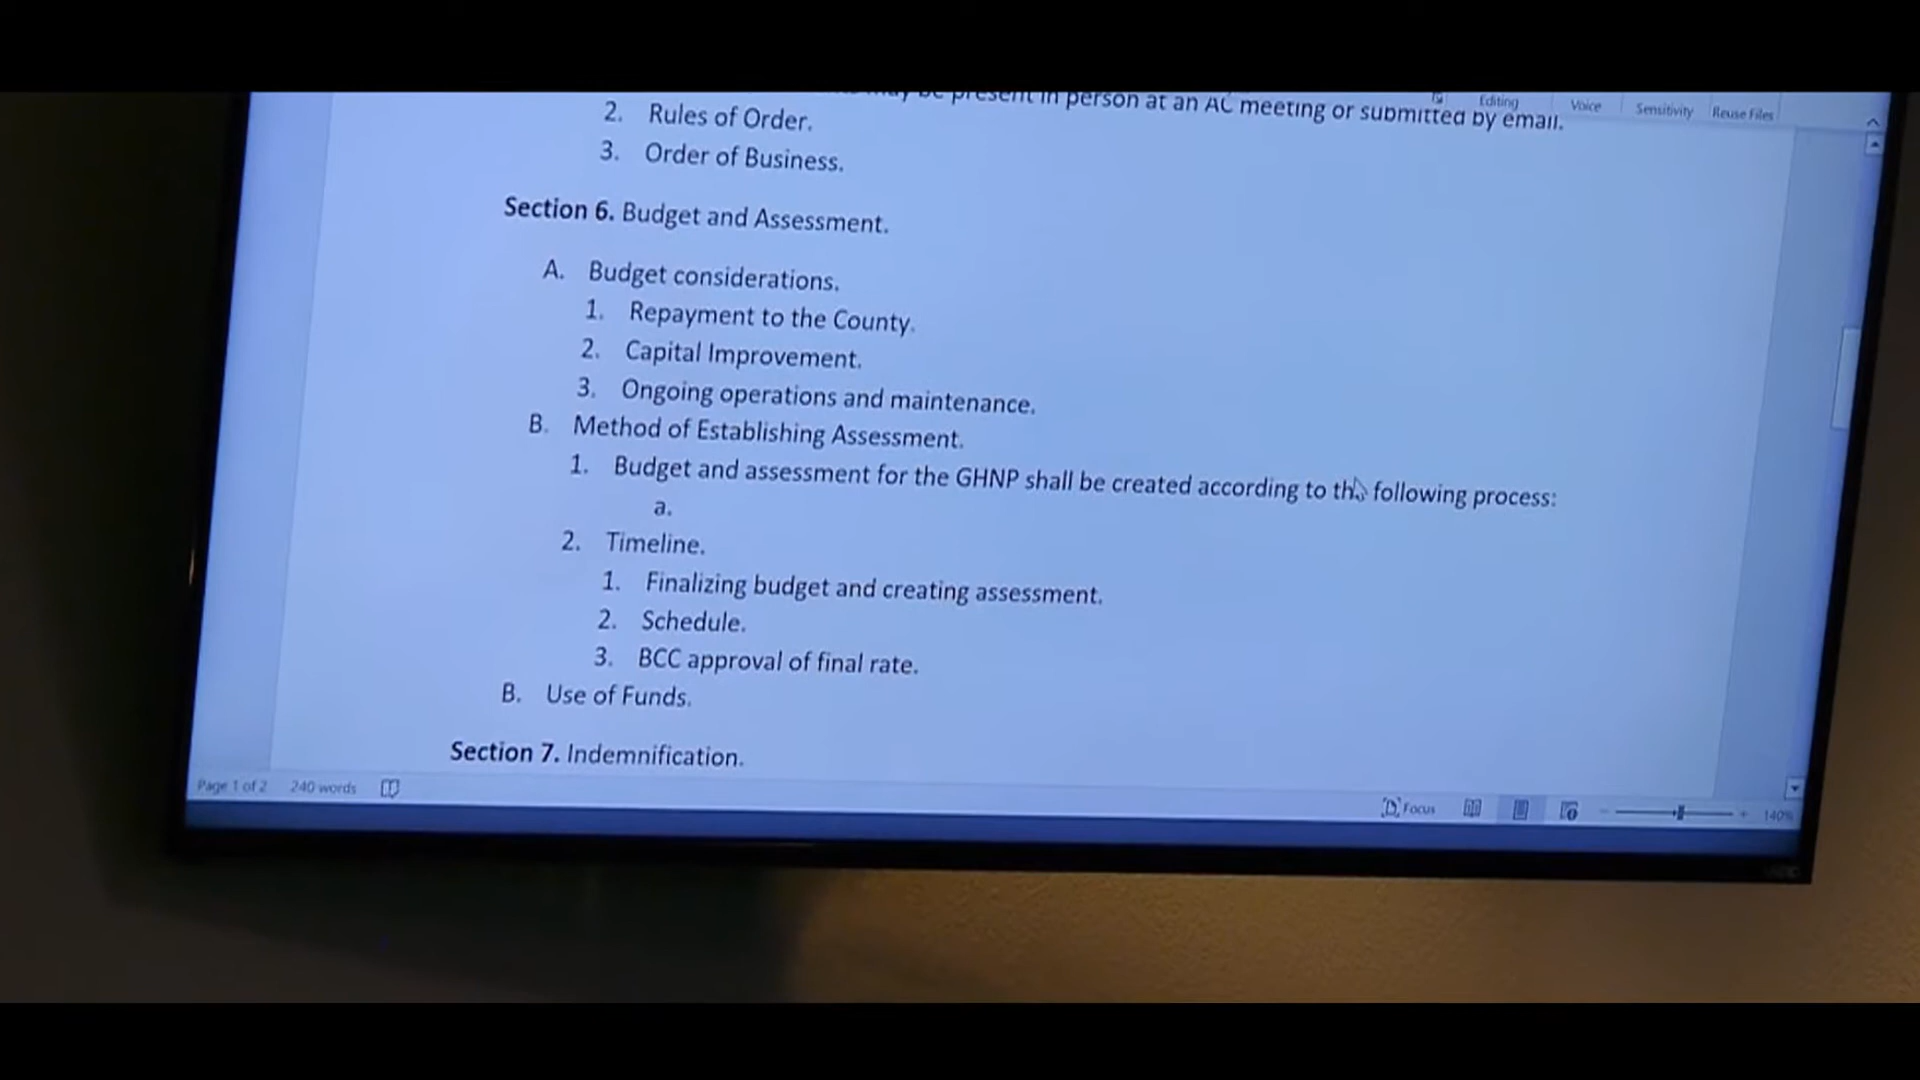 may be present in person at an AC meeting or submitted by email.
Editing
Voice
Sensitivity
Reuse Files
2. Rules of Order.
3. Order of Business.
Section 6. Budget and Assessment.
A. Budget considerations.
1. Repayment to the County.
2. Capital Improvement.
3. Ongoing operations and maintenance.
B. Method of Establishing Assessment.
1. Budget and assessment for the GHNP shall be created according to the following process:
a.
2. Timeline.
1. Finalizing budget and creating assessment.
2. Schedule.
3. BCC approval of final rate.
B. Use of Funds.
Section 7. Indemnification.
Page 1 of 2 240 words
Focus
140%